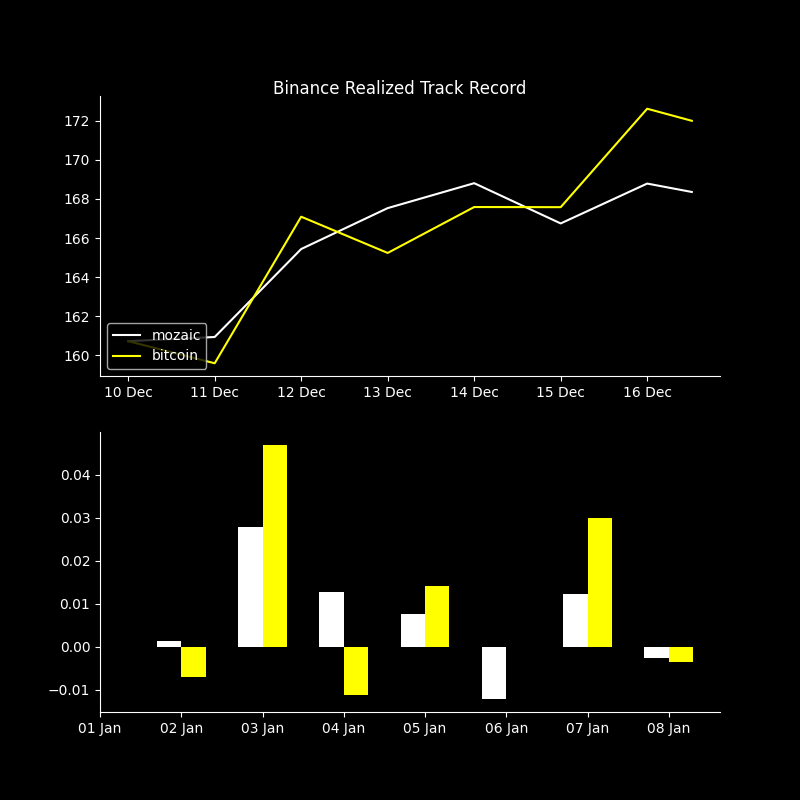 Binance Realized Track Record
172
170
168
166
164
162
160
mozaic
bitcoin
10 Dec 11 Dec 12 Dec 13 Dec 14 Dec 15 Dec 16 Dec
0.04
0.03
0.02
0.01
0.00
−0.01
01 Jan 02 Jan 03 Jan 04 Jan 05 Jan 06 Jan 07 Jan 08 Jan